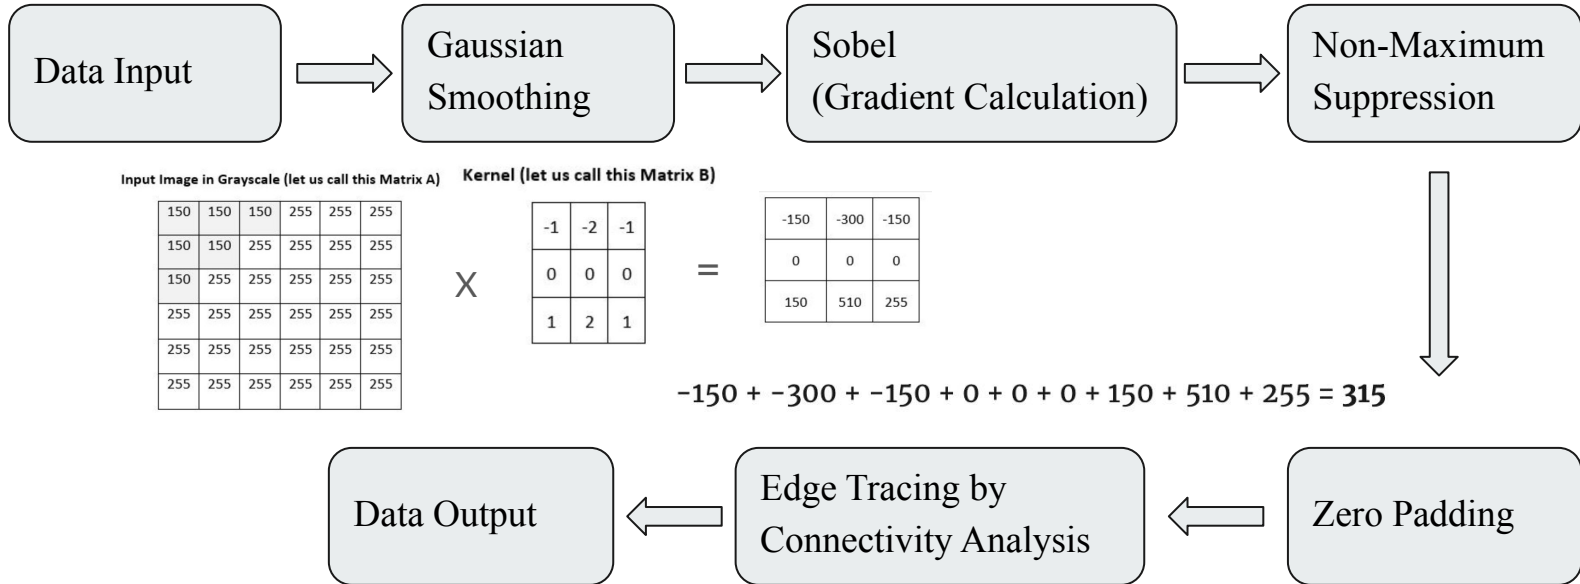 Data Input
Gaussian
Smoothing
Sobel
(Gradient Calculation)
Non-Maximum
Suppression
Input Image in Grayscale (let us call this Matrix A)
150 150 150 255 255 255
150 150 255 255 255 255
150 255 255 255 255 255
255 255 255 255 255 255
255 255 255 255 255 255
255 255 255 255 255 255
X
Kernel (let us call this Matrix B)
-1 -2 -1
0 0 0
1 2 1
=
-150 -300 -150
0 0 0
150 510 255
-150 + -300 + -150 + 0 + 0 + 0 + 150 + 510 + 255 = 315
Data Output
Edge Tracing by
Connectivity Analysis
Zero Padding